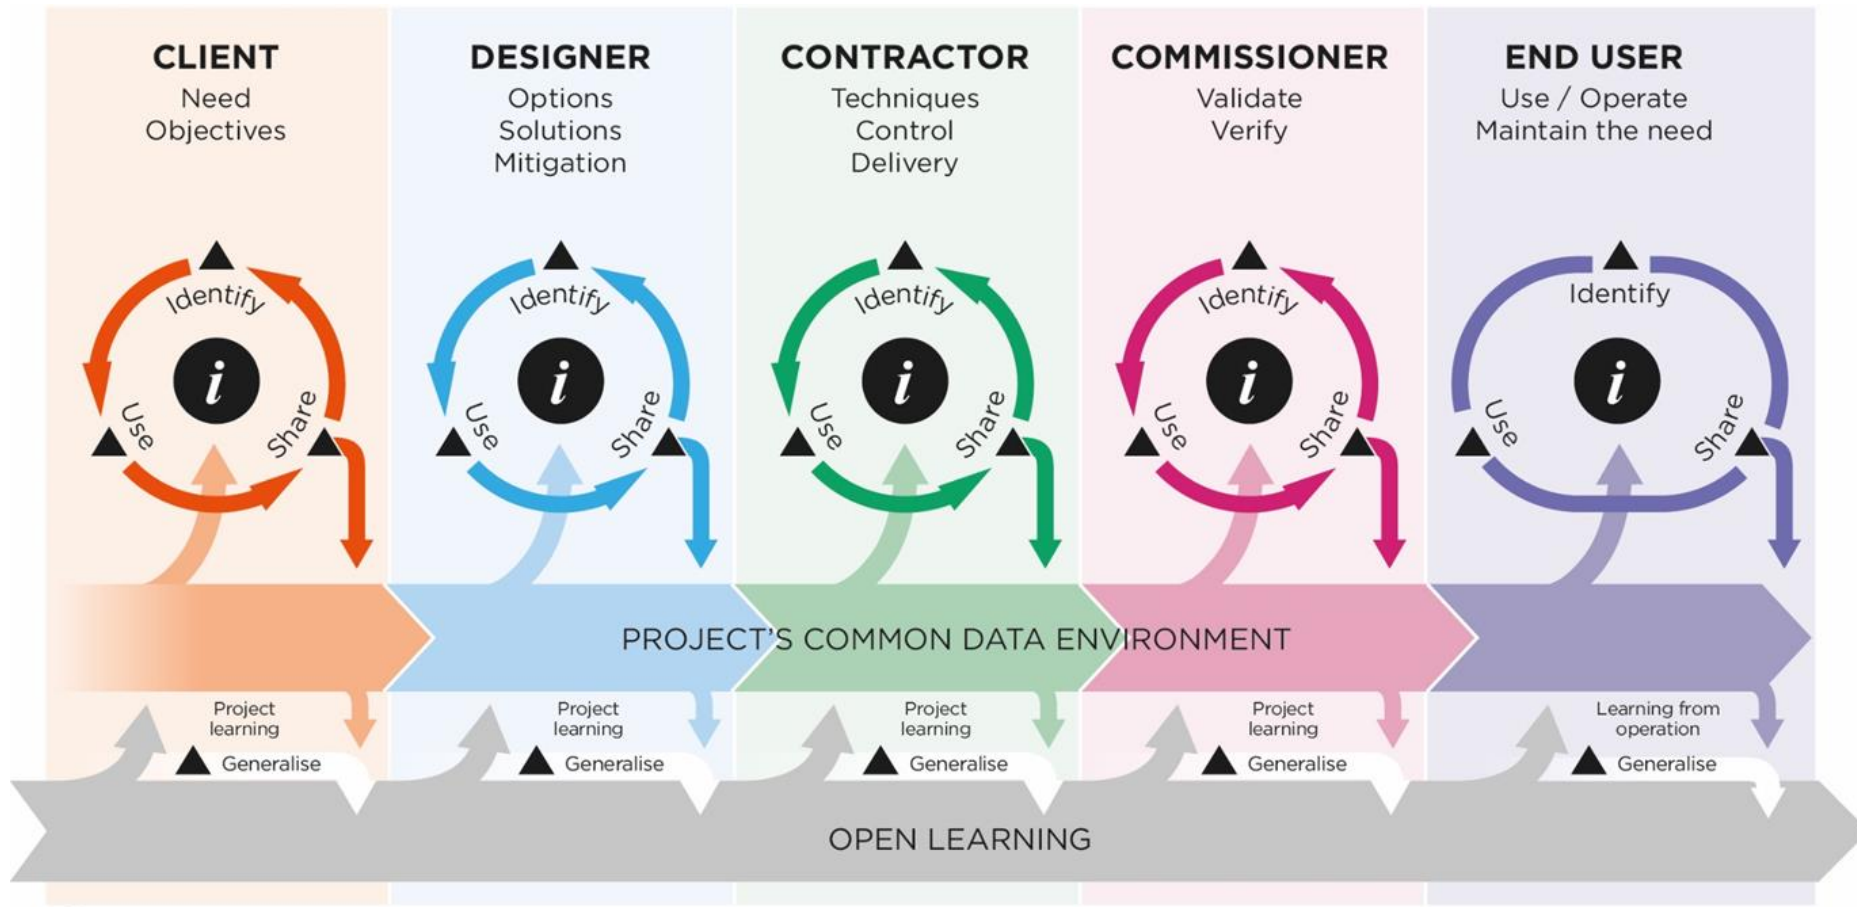 CLIENT
Need
Objectives
DESIGNER
Options
Solutions
Mitigation
CONTRACTOR
Techniques
Control
Delivery
COMMISSIONER
Validate
Verify
END USER
Use / Operate
Maintain the need
Identify
i
Use
Share
Identify
i
Use
Share
Identify
i
Use
Share
Identify
i
Use
Share
Identify
i
Use
Share
PROJECT'S COMMON DATA ENVIRONMENT
Project
learning
Generalise
Project
learning
Generalise
Project
learning
Generalise
Project
learning
Generalise
Learning from
operation
Generalise
OPEN LEARNING